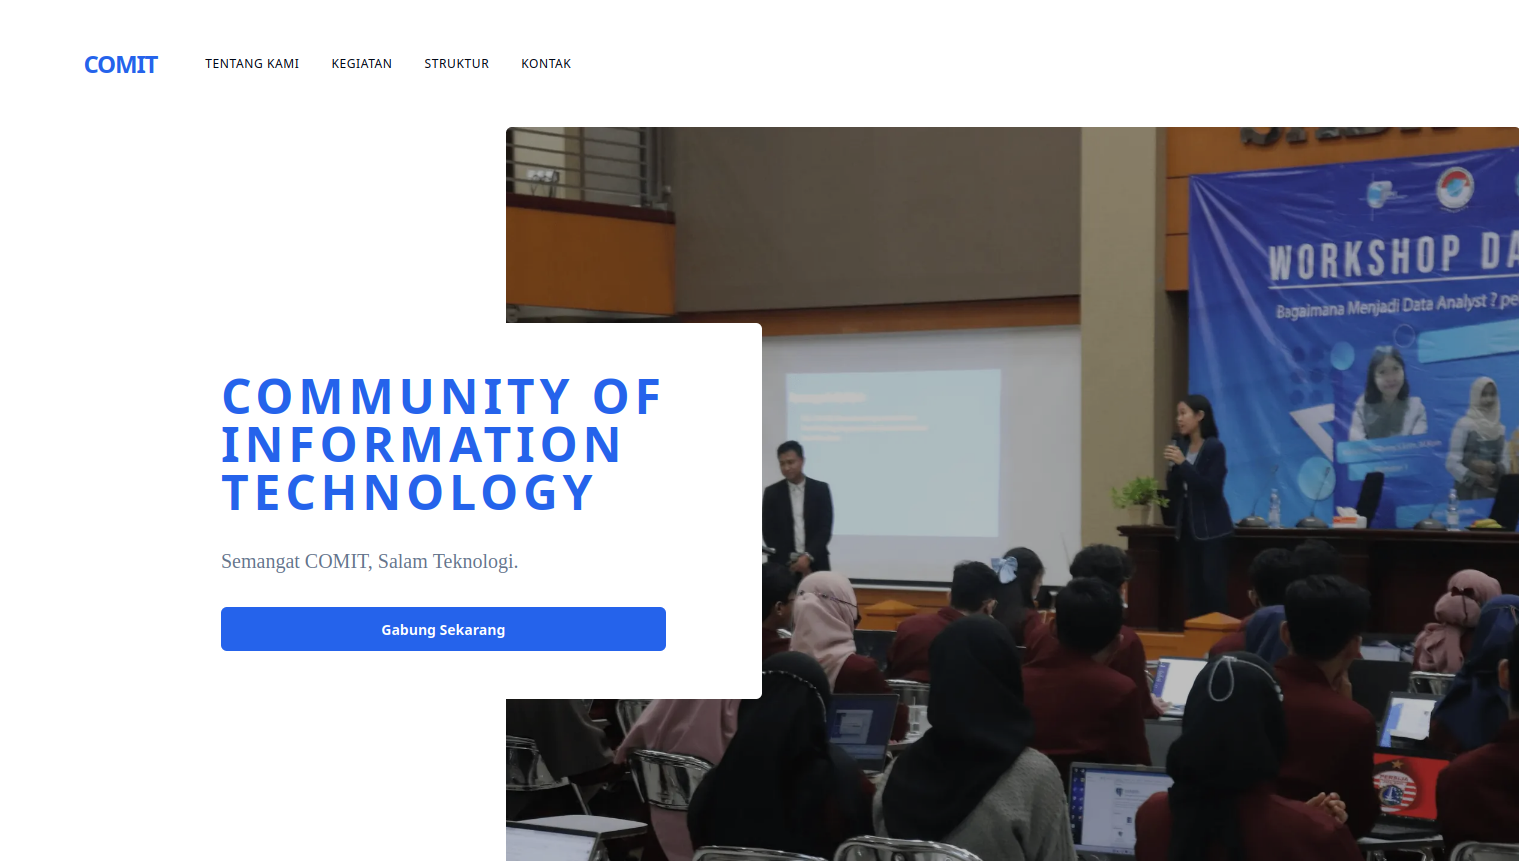 COMIT
TENTANG KAMI
KEGIATAN
STRUKTUR
KONTAK
WORKSHOP DA
Bagaimana Menjadi Data Analyst ? pe
COMMUNITY OF
INFORMATION
TECHNOLOGY
Semangat COMIT, Salam Teknologi.
Gabung Sekarang